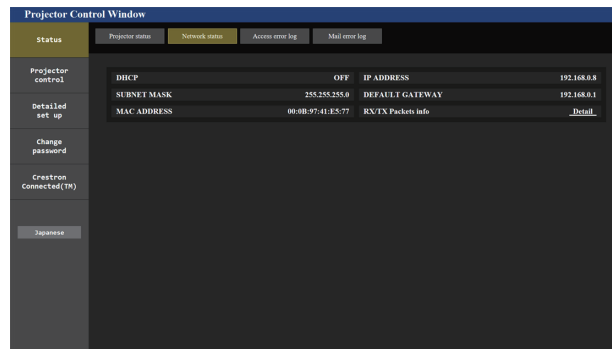 Projector Control Window
Status
Projector status
Network status
Access error log
Mail error log
Projector
control
Detailed
set up
Change
password
Crestron
Connected(TM)
Japanese
DHCP OFF IP ADDRESS 192.168.0.8
SUBNET MASK 255.255.255.0 DEFAULT GATEWAY 192.168.0.1
MAC ADDRESS 00:0B:97:41:E5:77 RX/TX Packets info Detail